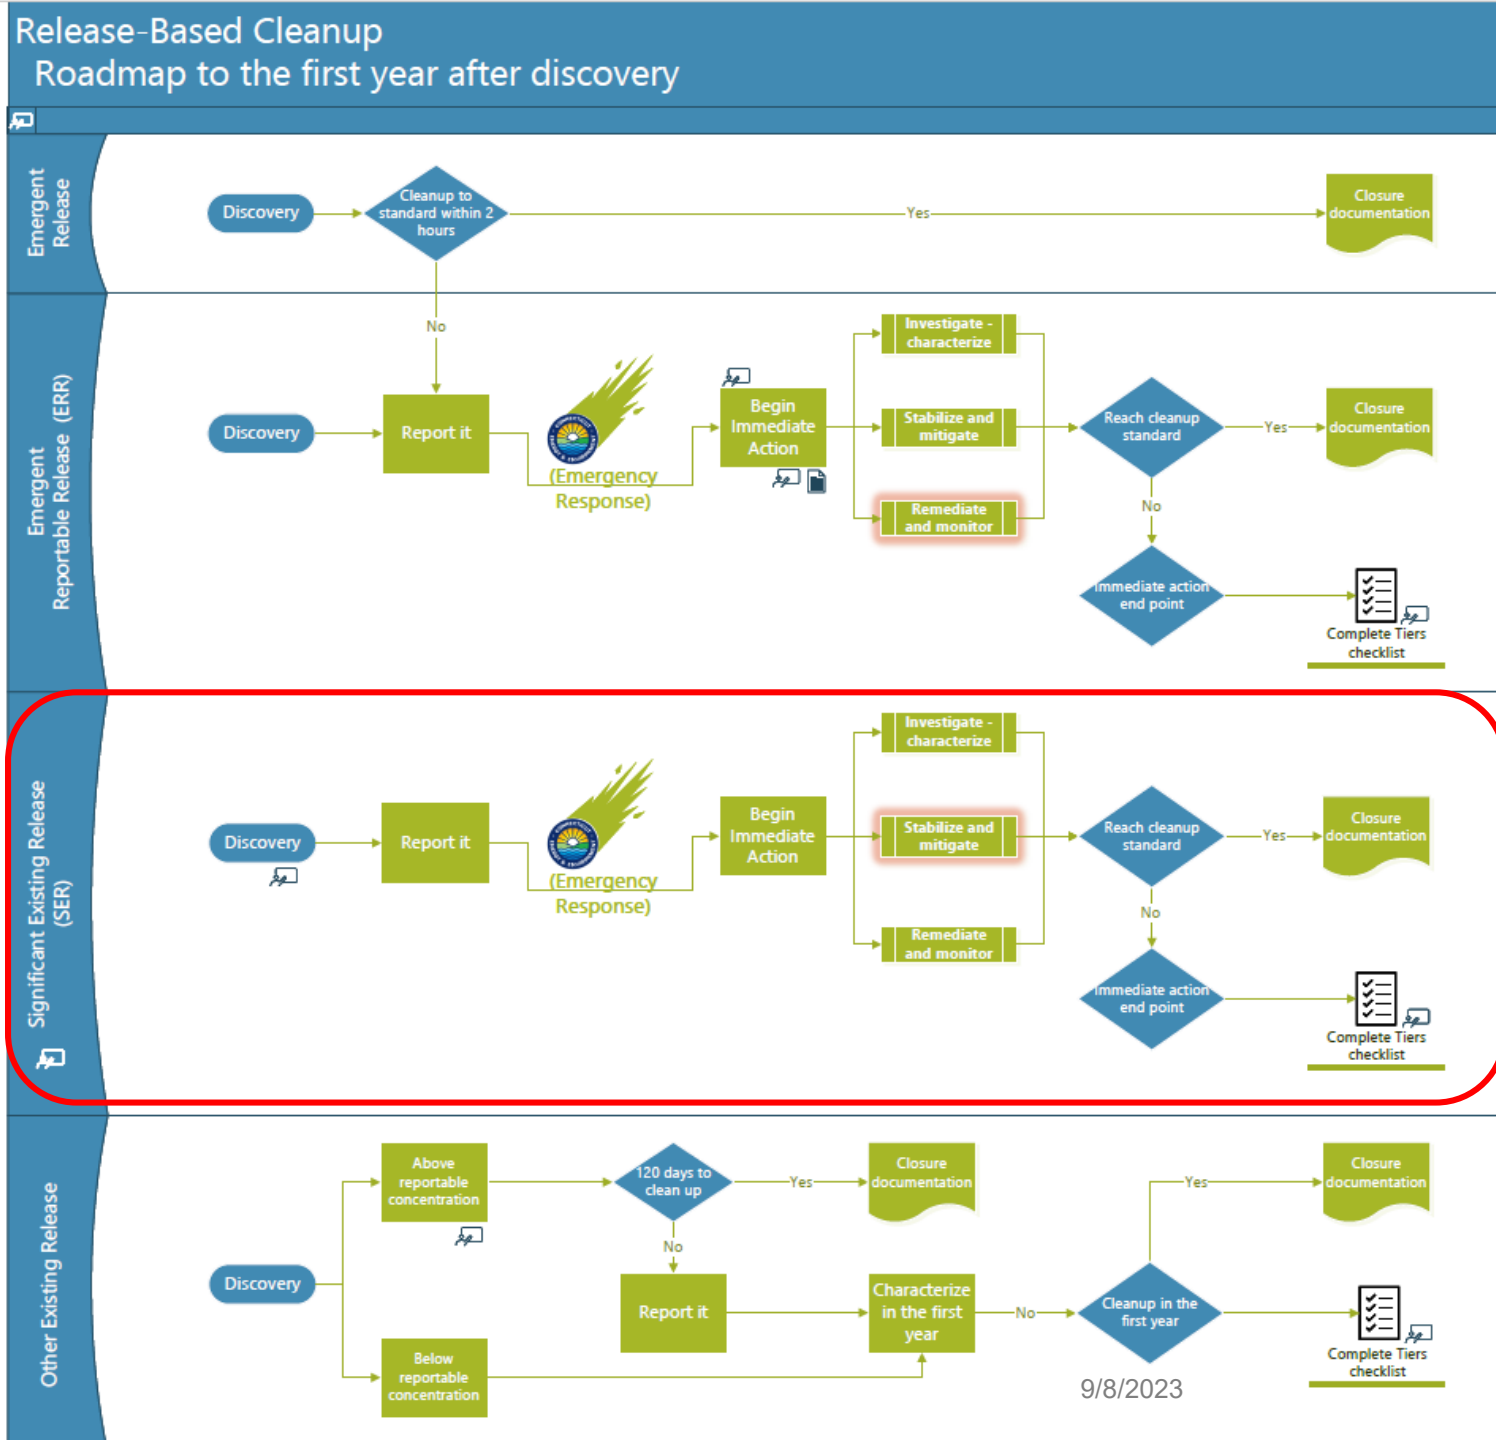 Release-Based Cleanup
Roadmap to the first year after discovery
Emergent
Release
Discovery
Cleanup to
standard within 2
hours
Yes
Closure
documentation
No
Emergent
Reportable Release (ERR)
Discovery
Report it
(Emergency
Response)
Begin
Immediate
Action
Investigate -
characterize
Stabilize and
mitigate
Remediate
and monitor
Reach cleanup
standard
Yes
Closure
documentation
No
Immediate action
end point
Complete Tiers
checklist
Significant Existing Release
(SER)
Discovery
Report it
(Emergency
Response)
Begin
Immediate
Action
Investigate -
characterize
Stabilize and
mitigate
Remediate
and monitor
Reach cleanup
standard
Yes
Closure
documentation
No
Immediate action
end point
Complete Tiers
checklist
Other Existing Release
Discovery
Above
reportable
concentration
120 days to
clean up
Yes
Closure
documentation
No
Report it
Below
reportable
concentration
Characterize
in the first
year
No
Cleanup in the
first year
Yes
Closure
documentation
Complete Tiers
checklist
9/8/2023